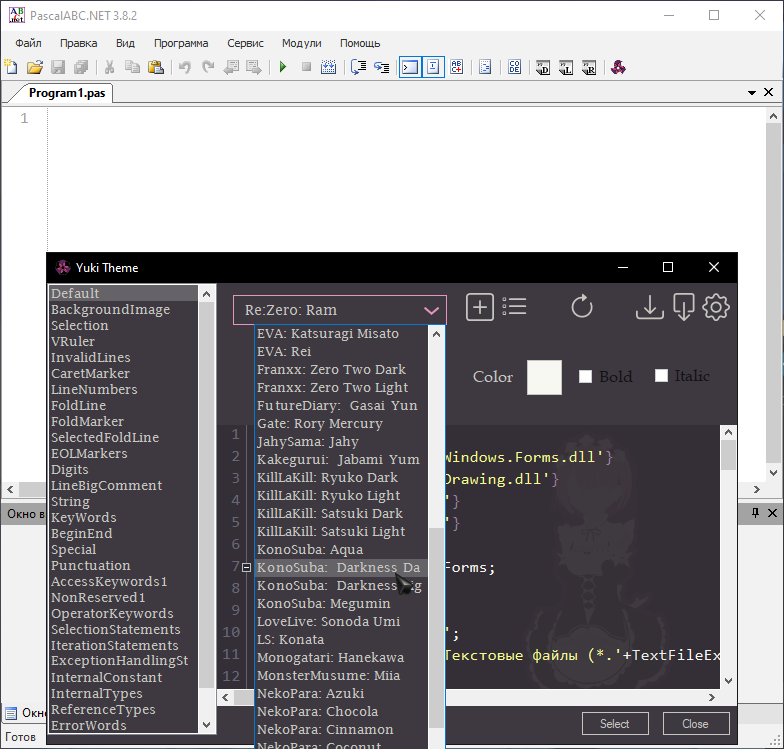 PascalABC.NET 3.8.2
Файл Правка Вид Программа Сервис Модули Помощь
Program1.pas
1
Yuki Theme
Default
BackgroundImage
Selection
VRuler
InvalidLines
CaretMarker
LineNumbers
FoldLine
FoldMarker
SelectedFoldLine
EOLMarkers
Digits
LineBigComment
String
KeyWords
BeginEnd
Special
Punctuation
AccessKeywords1
NonReserved1
OperatorKeywords
SelectionStatements
IterationStatements
ExceptionHandlingSt
InternalConstant
InternalTypes
ReferenceTypes
ErrorWords
Re:Zero: Ram
EVA: Katsuragi Misato
EVA: Rei
Franxx: Zero Two Dark
Franxx: Zero Two Light
FutureDiary: Gasai Yun
Gate: Rory Mercury
JahySama: Jahy
Kakegurui: Jabami Yum
KillLaKill: Ryuko Dark
KillLaKill: Ryuko Light
KillLaKill: Satsuki Dark
KillLaKill: Satsuki Light
KonoSuba: Aqua
KonoSuba: Darkness Da
KonoSuba: Darkness
KonoSuba: Megumin
LoveLive: Sonoda Umi
LS: Konata
Monogatari: Hanekawa
MonsterMusume: Miia
NekoPara: Azuki
NekoPara: Chocola
NekoPara: Cinnamon
NekoPara: Coconut
Color Bold Italic
1
2 Windows.Forms.dll'}
3 Drawing.dll'}
4 '}
5 '}
6
7 Forms;
8
9
10 ';
11 Текстовые файлы (*.'+TextFileEx
12
Select Close
Окно в
Окно
Готов